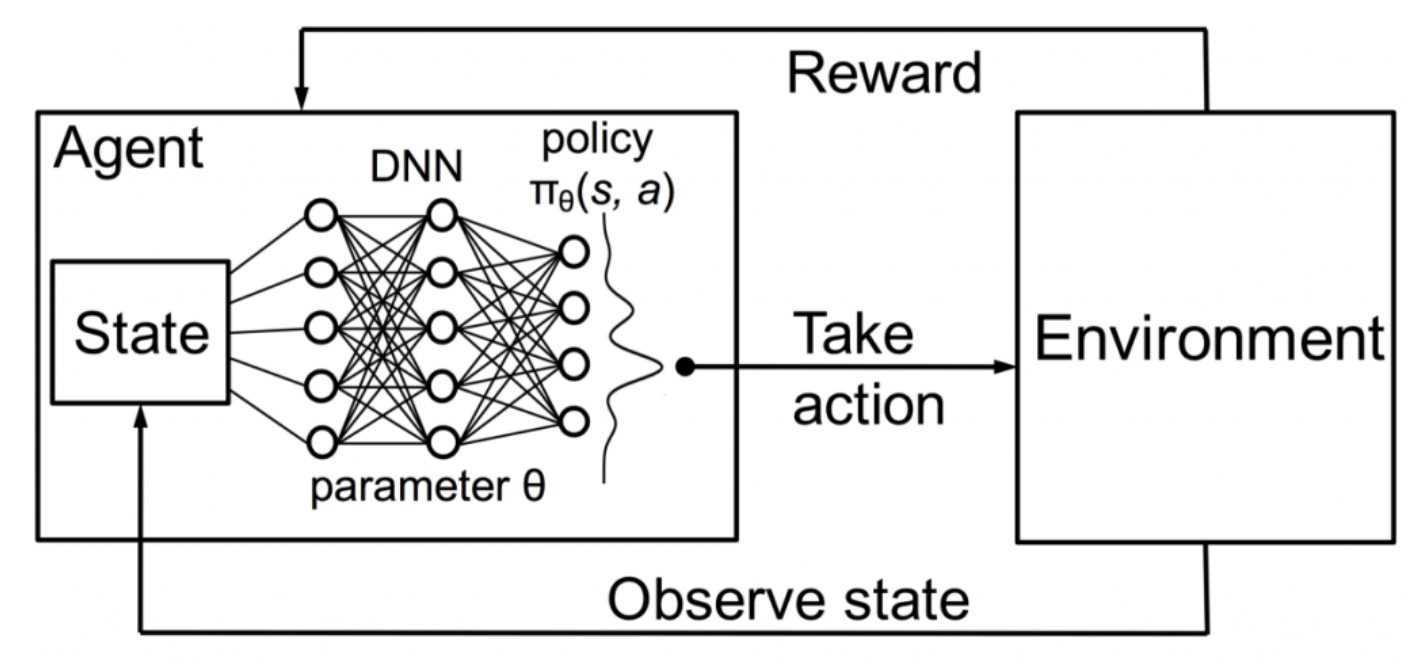 Reward
Agent
DNN
policy
πθ(s, a)
State
parameter θ
Take
action
Environment
Observe state